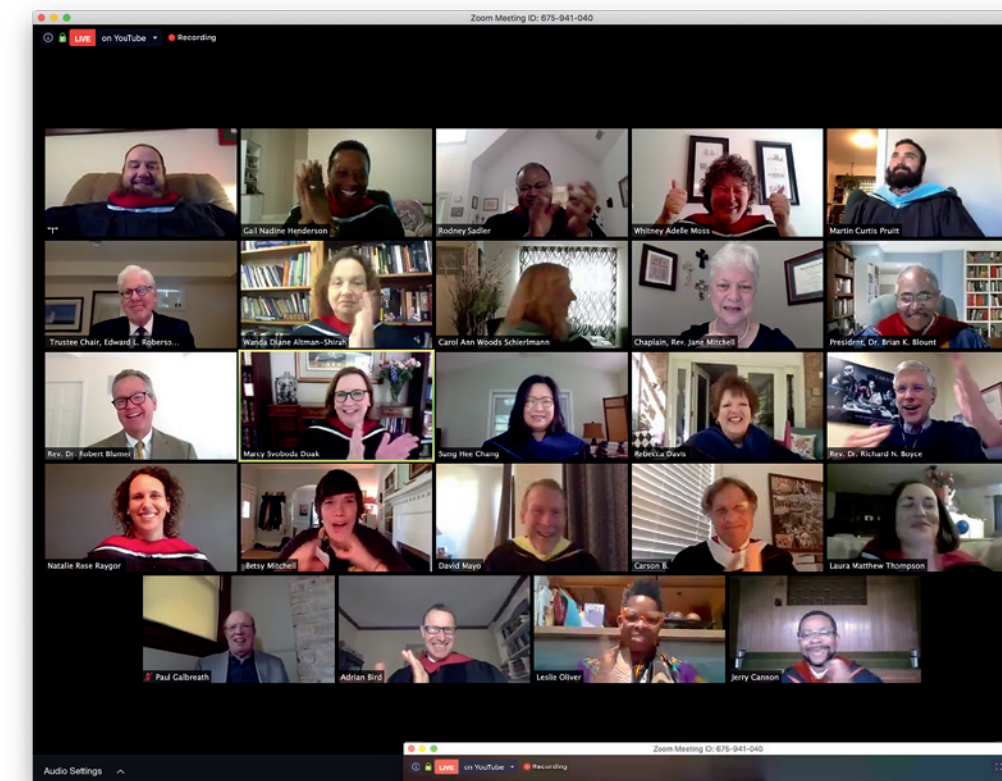 Zoom Meeting ID: 675-941-040
LIVE on YouTube Recording
"T"
Gail Nadine Henderson
Rodney Sadler
Whitney Adelle Moss
Martin Curtis Pruitt
Trustee Chair, Edward L. Roberso...
Wanda Diane Altman-Shirah
Carol Ann Woods Schierlmann
Chaplain, Rev. Jane Mitchell
President, Dr. Brian K. Blount
Rev. Dr. Robert Blumer
Marcy Svoboda Doak
Sung Hee Chang
Rebecca Davis
Rev. Dr. Richard N. Boyce
Natalie Rose Raygor
Betsy Mitchell
David Mayo
Carson B.
Laura Matthew Thompson
Paul Galbreath
Adrian Bird
Leslie Oliver
Jerry Cannon
Zoom Meeting ID: 675-941-040
LIVE on YouTube Recording
Audio Settings